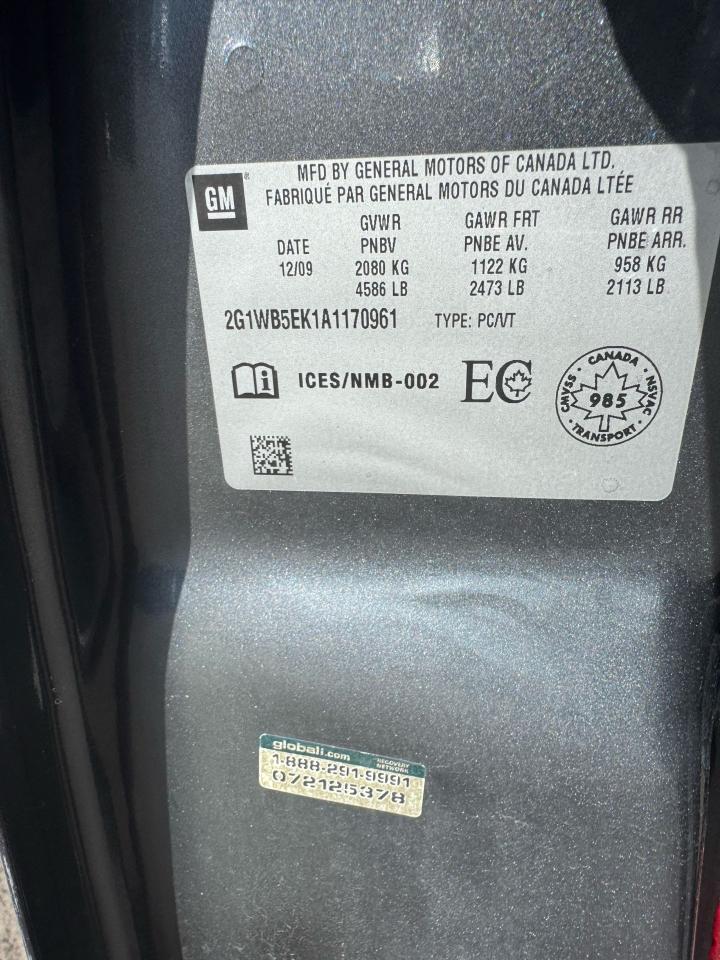 GM
MFD BY GENERAL MOTORS OF CANADA LTD.
FABRIQUÉ PAR GENERAL MOTORS DU CANADA LTÉE
GVWR GAWR FRT GAWR RR
DATE PNBV PNBE AV. PNBE ARR.
12/09 2080 KG 1122 KG 958 KG
4586 LB 2473 LB 2113 LB
2G1WB5EK1A1170961 TYPE: PC/VT
ICES/NMB-002
EC
CANADA
CMVSS 985 NSVAC
TRANSPORT
globali.com RECOVERY NETWORK
1-888-291-9991
072125378